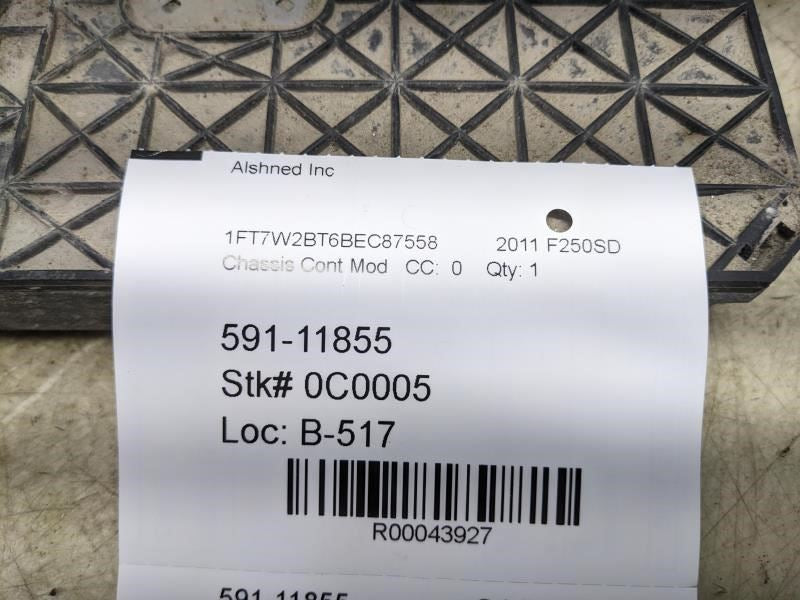 Alshned Inc
1FT7W2BT6BEC87558 2011 F250SD
Chassis Cont Mod CC: 0 Qty: 1
591-11855
Stk# 0C0005
Loc: B-517
R00043927
591-11855